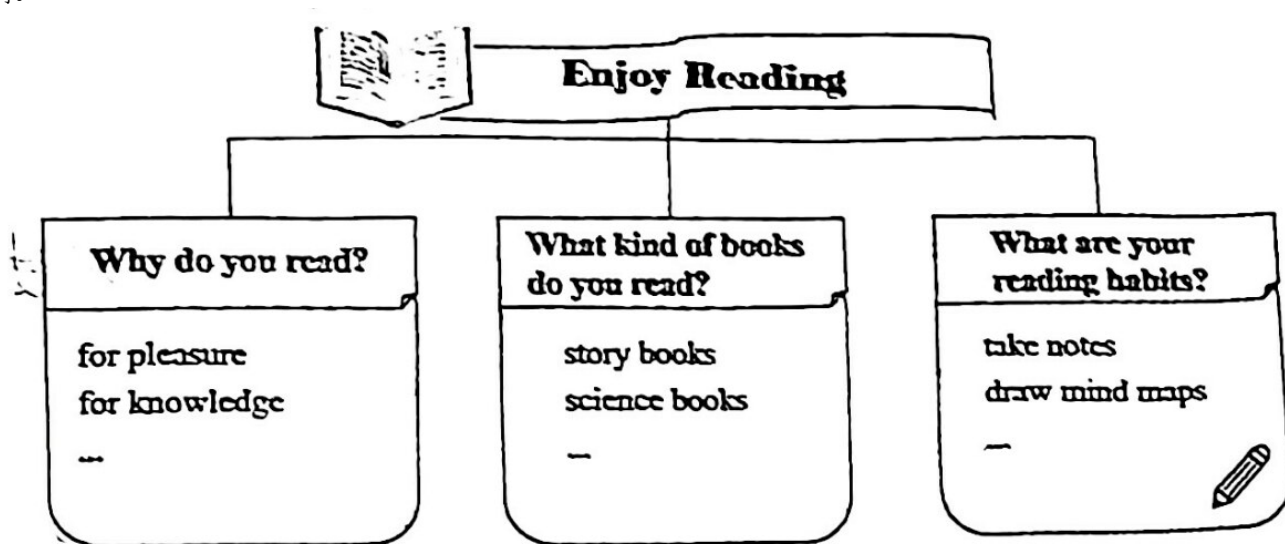 Enjoy Reading
Why do you read?
for pleasure
for knowledge
...
What kind of books
do you read?
story books
science books
...
What are your
reading habits?
take notes
draw mind maps
...